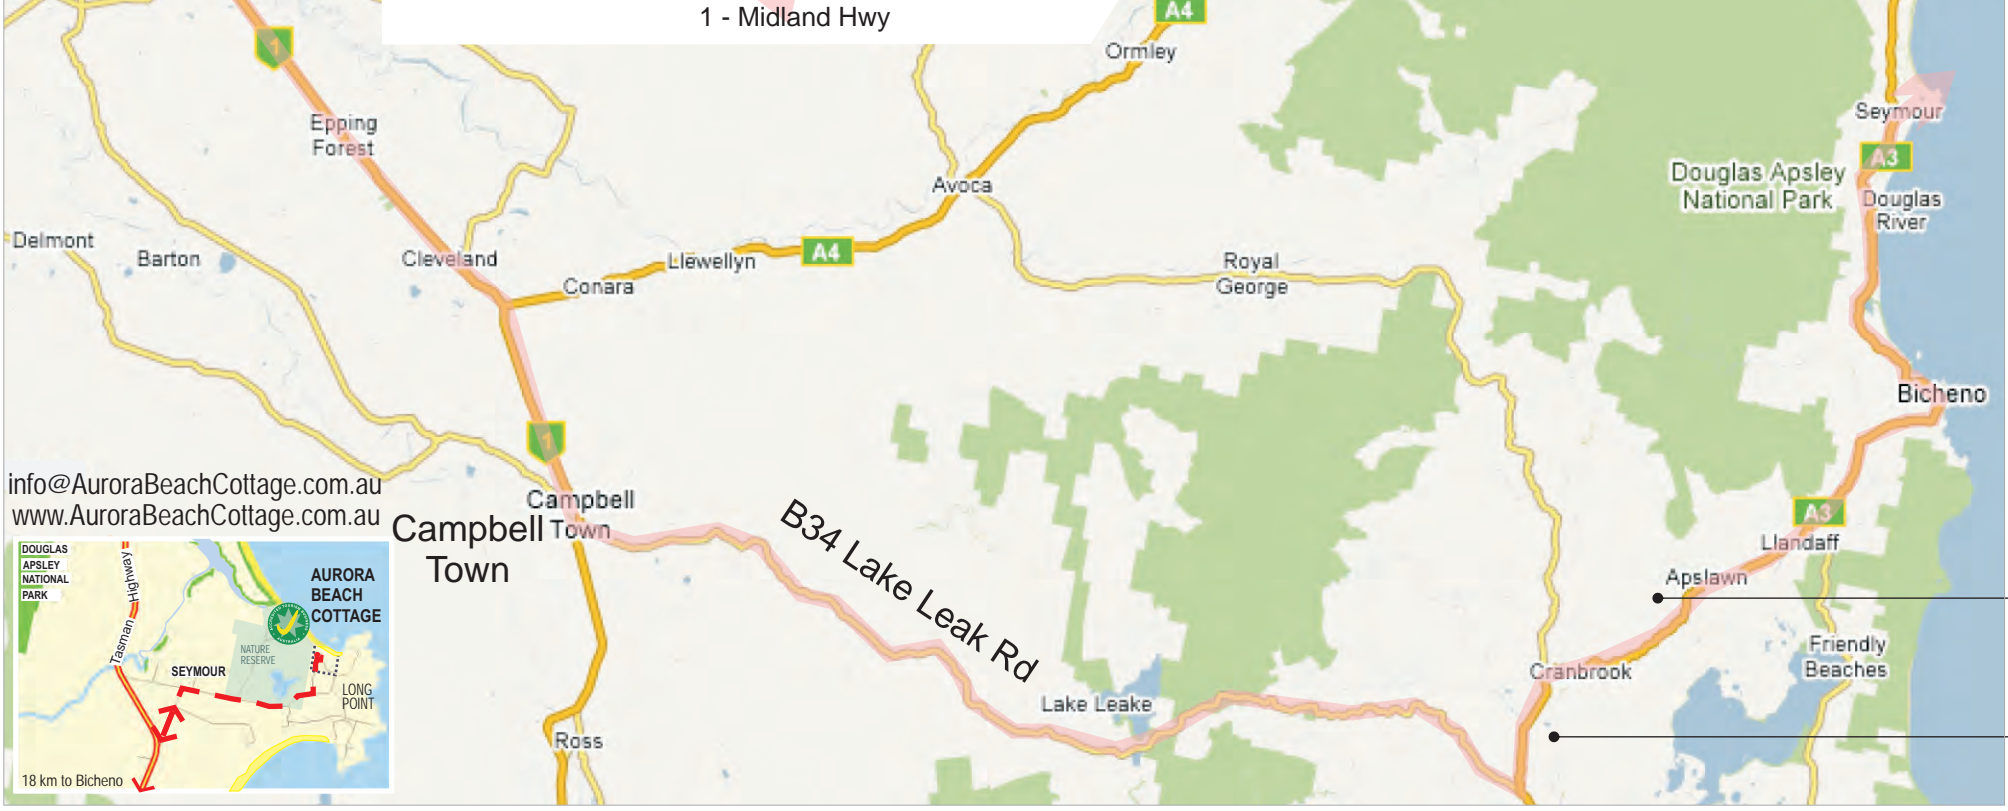 1 - Midland Hwy
A4
Ormley
1
Epping
Forest
Seymour
A3
Avoca
Douglas Apsley
National Park
Douglas
River
Delmont
Barton
Cleveland
Llewellyn
A4
Conara
Royal
George
Bicheno
1
info@AuroraBeachCottage.com.au
www.AuroraBeachCottage.com.au
Campbell
Town
Campbell
Town
B34 Lake Leak Rd
A3
Llandaff
Apslawn
Friendly
Beaches
Cranbrook
Lake Leake
Ross
DOUGLAS
APSLEY
NATIONAL
PARK
Tasman Highway
AURORA
BEACH
COTTAGE
NATURE
RESERVE
SEYMOUR
LONG
POINT
18 km to Bicheno